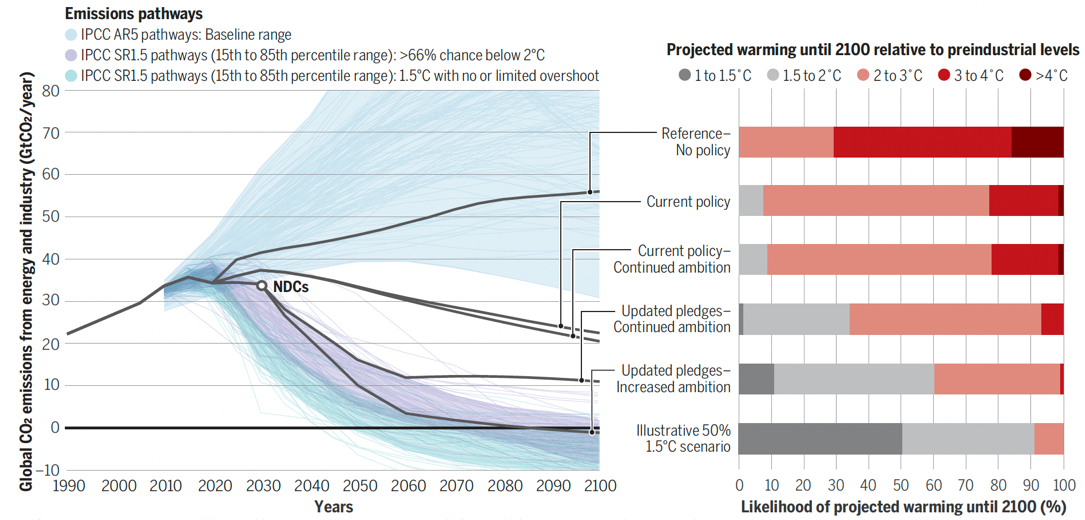 Emissions pathways
IPCC AR5 pathways: Baseline range
IPCC SR1.5 pathways (15th to 85th percentile range): >66% chance below 2°C
IPCC SR1.5 pathways (15th to 85th percentile range): 1.5°C with no or limited overshoot
Global CO2 emissions from energy and industry (GtCO2/year)
80
70
60
50
40
30
20
10
0
−10
NDCs
1990 2000 2010 2020 2030 2040 2050 2060 2070 2080 2090 2100
Years
Projected warming until 2100 relative to preindustrial levels
1 to 1.5˚C 1.5 to 2˚C 2 to 3˚C 3 to 4˚C >4˚C
Reference–
No policy
Current policy
Current policy–
Continued ambition
Updated pledges–
Continued ambition
Updated pledges–
Increased ambition
Illustrative 50%
1.5°C scenario
0 10 20 30 40 50 60 70 80 90 100
Likelihood of projected warming until 2100 (%)